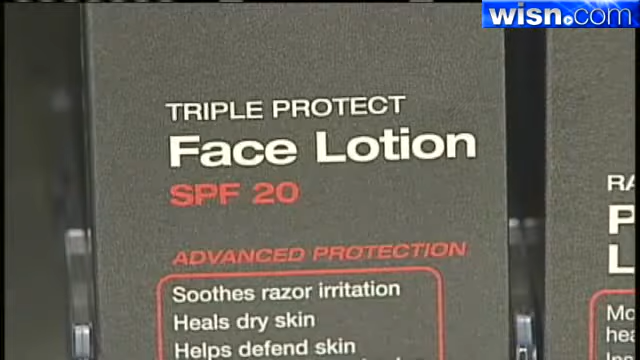 wisn.com
TRIPLE PROTECT
Face Lotion
SPF 20
ADVANCED PROTECTION
Soothes razor irritation
Heals dry skin
Helps defend skin